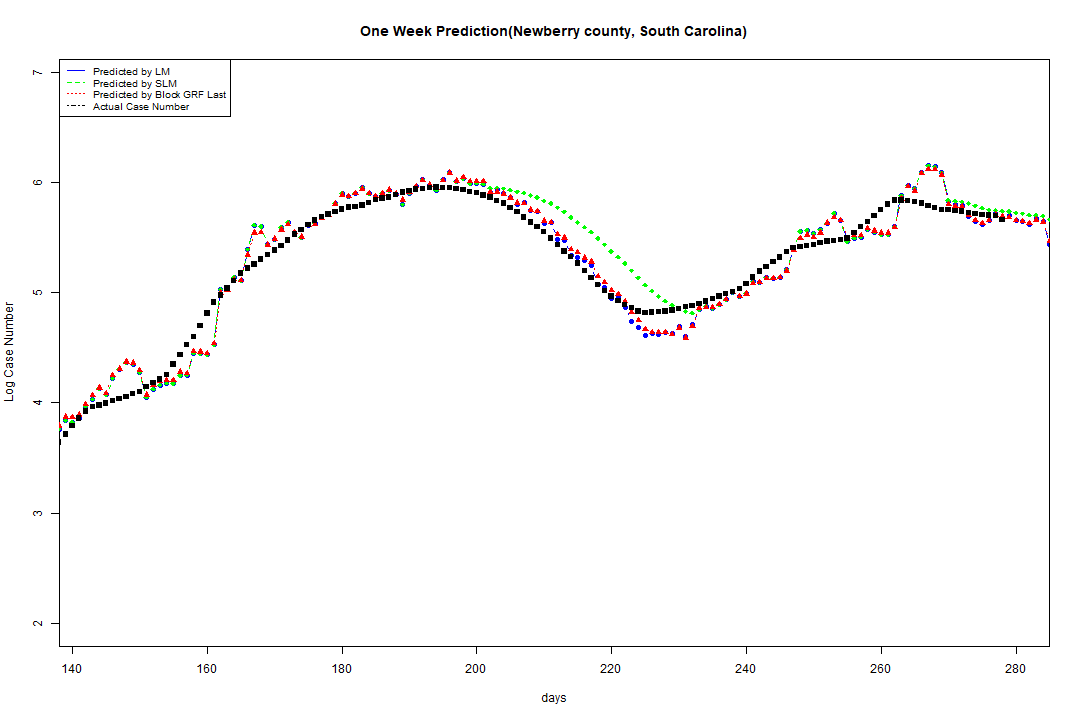 One Week Prediction(Newberry county, South Carolina)
Predicted by LM
Predicted by SLM
Predicted by Block GRF Last
Actual Case Number
7
6
5
4
3
2
Log Case Number
140 160 180 200 220 240 260 280
days